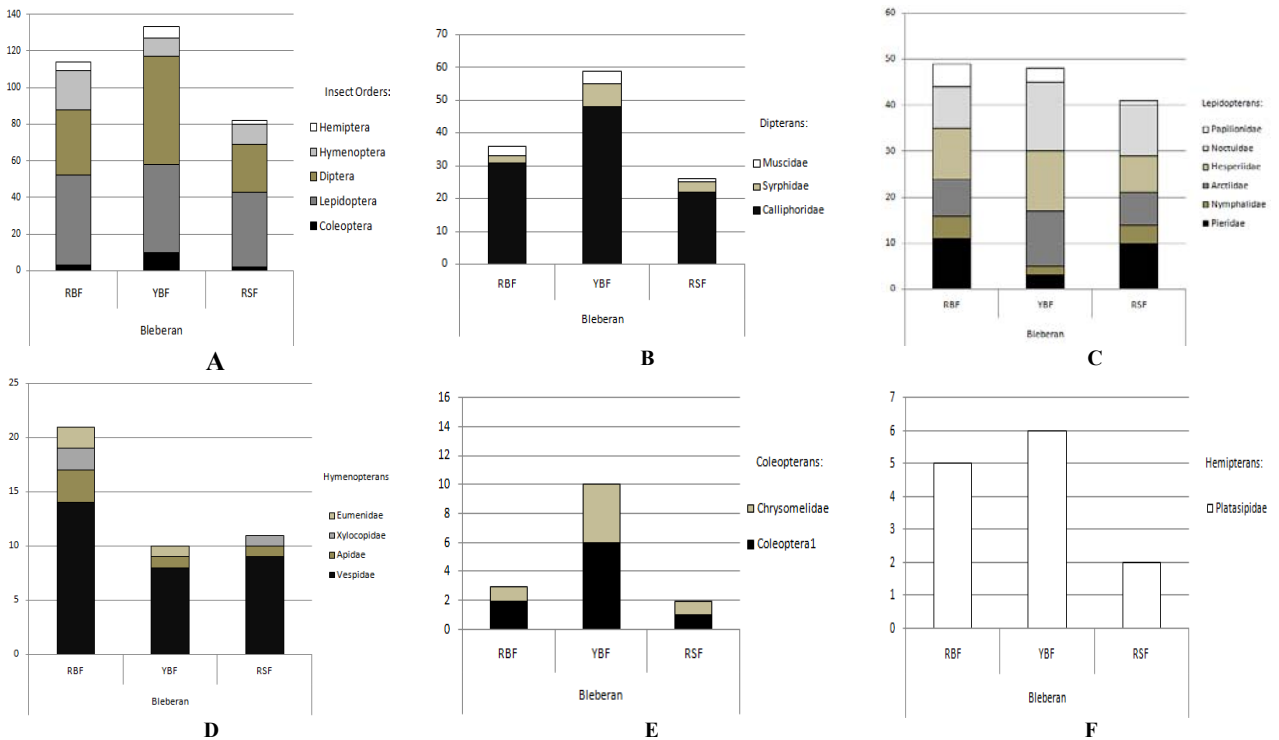 140
120
100
80
60
40
20
0
RBF YBF RSF
Bleberan
Insect Orders:
Hemiptera
Hymenoptera
Diptera
Lepidoptera
Coleoptera
A
70
60
50
40
30
20
10
0
RBF YBF RSF
Bleberan
Dipterans:
Muscidae
Syrphidae
Calliphoridae
B
60
50
40
30
20
10
0
RBF YBF RSF
Bleberan
Lepidopterans:
Papilionidae
Noctuidae
Hesperiidae
Arctiidae
Nymphalidae
Pieridae
C
25
20
15
10
5
0
RBF YBF RSF
Bleberan
Hymenopterans
Eumenidae
Xylocopidae
Apidae
Vespidae
D
16
14
12
10
8
6
4
2
0
RBF YBF RSF
Bleberan
Coleopterans:
Chrysomelidae
Coleoptera1
E
7
6
5
4
3
2
1
0
RBF YBF RSF
Bleberan
Hemipterans:
Platasipidae
F